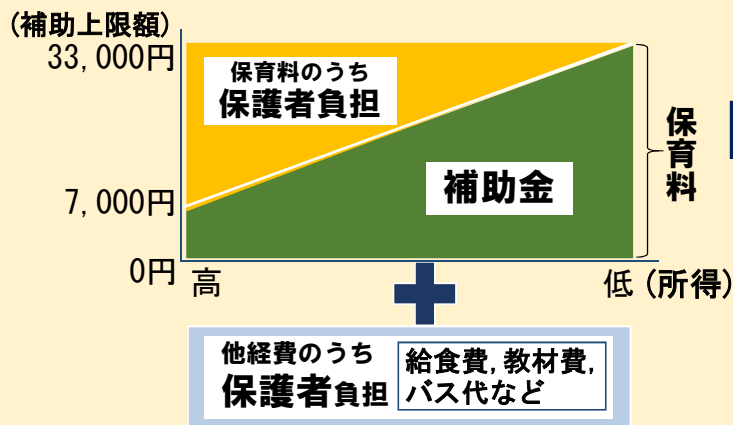 (補助上限額)
33,000円
保育料のうち
保護者負担
保育料
補助金
7,000円
0円
高
低(所得)
他経費のうち
保護者負担
給食費,教材費,
バス代など